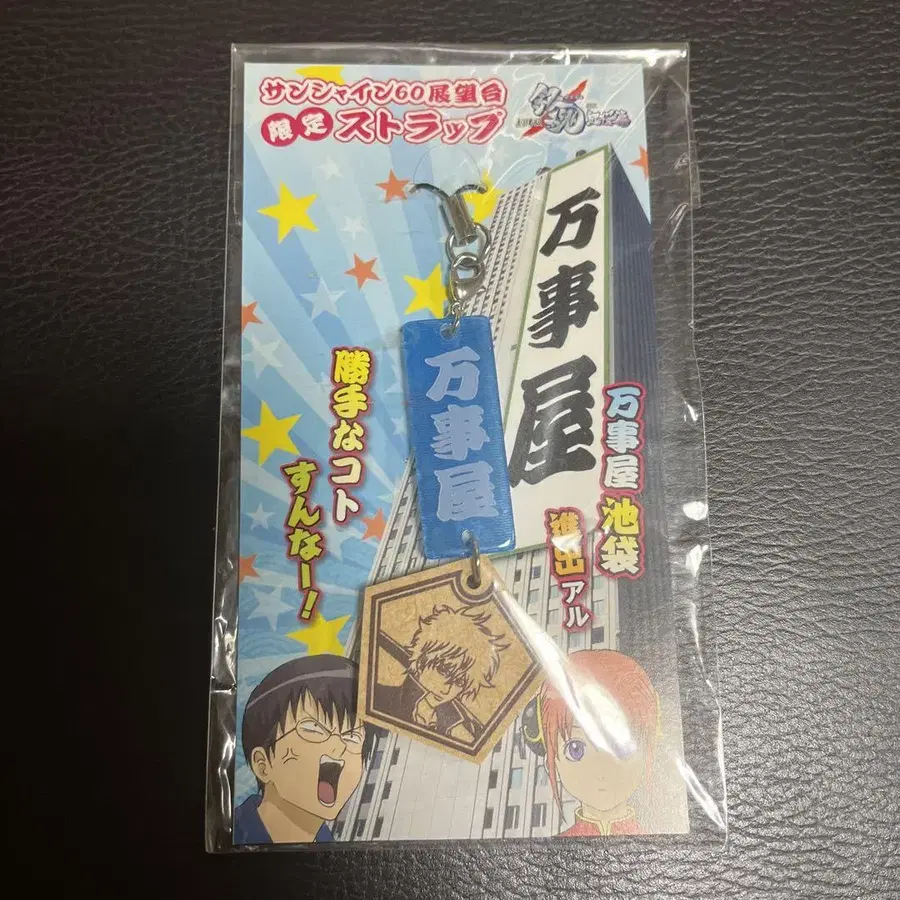 サンシャイン60展望台
限定ストラップ
万事屋
万事屋
万事屋 池袋
進出アル
勝手なコト
すんなー!